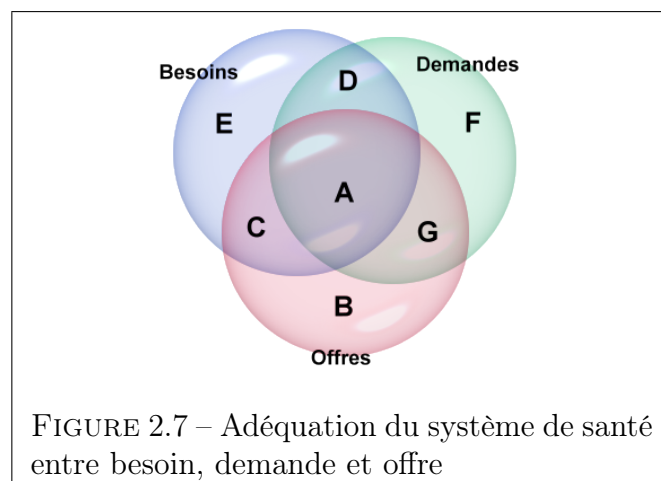 Besoins
Demandes
D
E
F
A
C
G
B
Offres
FIGURE 2.7 – Adéquation du système de santé
entre besoin, demande et offre